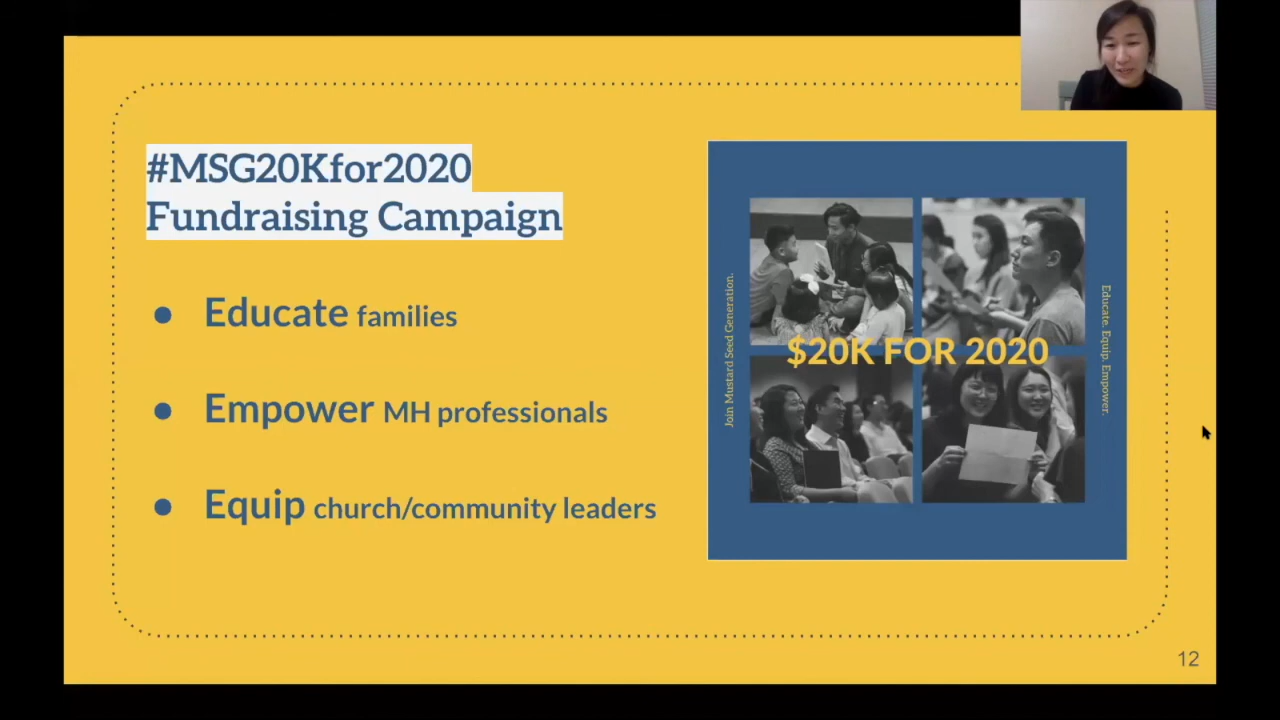 #MSG20Kfor2020
Fundraising Campaign
● Educate families
● Empower MH professionals
● Equip church/community leaders
Join Mustard Seed Generation.
$20K FOR 2020
Educate. Equip. Empower.
12